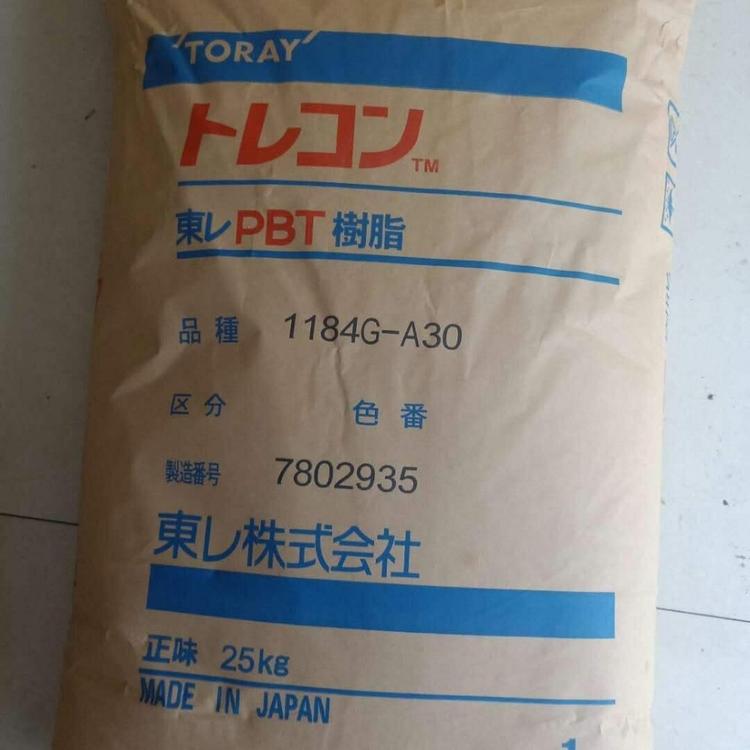 TORAY
トレコン™
東レPBT樹脂
品種 1184G-A30
区分 色番
製造番号 7802935
東レ株式会社
正味 25kg
MADE IN JAPAN
1